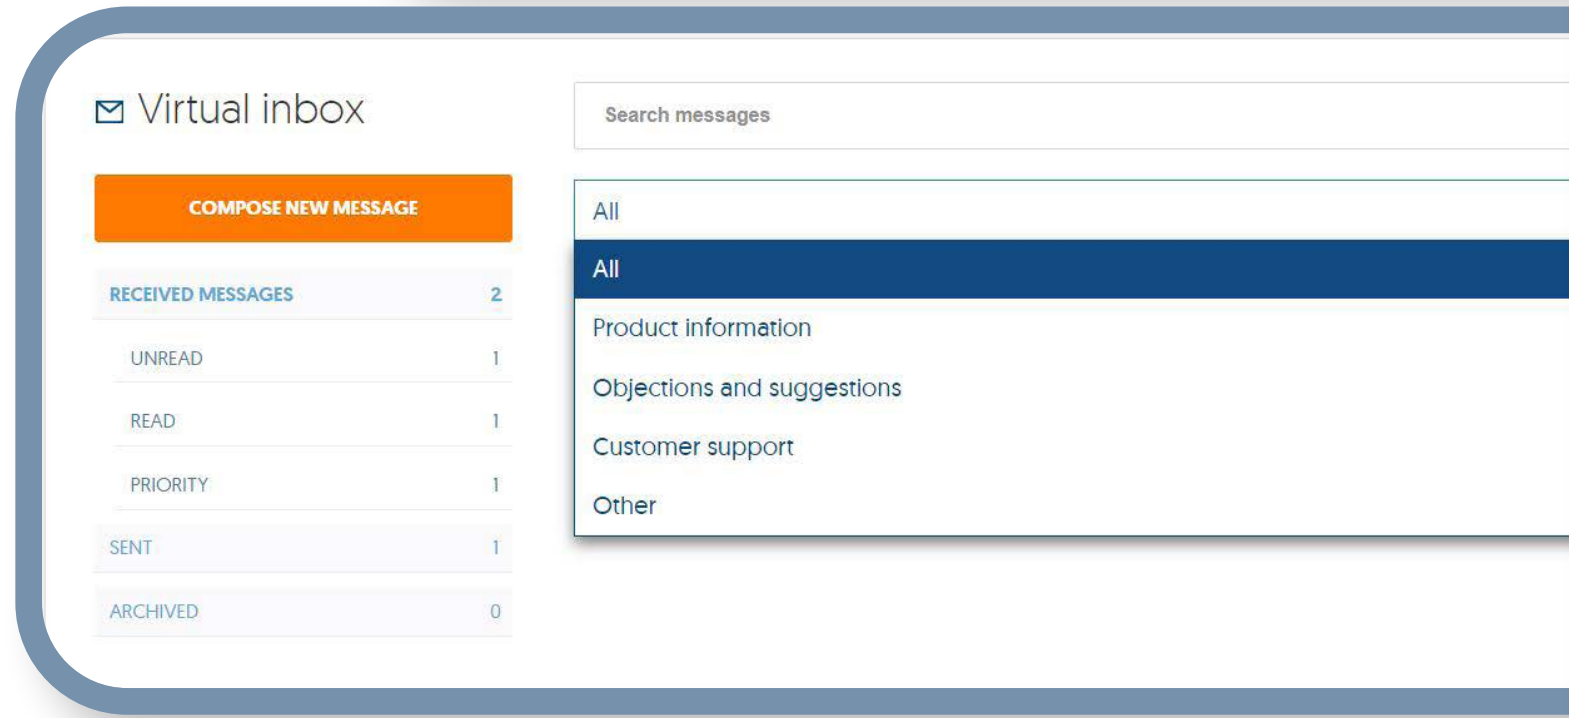 Virtual inbox
COMPOSE NEW MESSAGE
RECEIVED MESSAGES 2
UNREAD 1
READ 1
PRIORITY 1
SENT 1
ARCHIVED 0
Search messages
All
All
Product information
Objections and suggestions
Customer support
Other